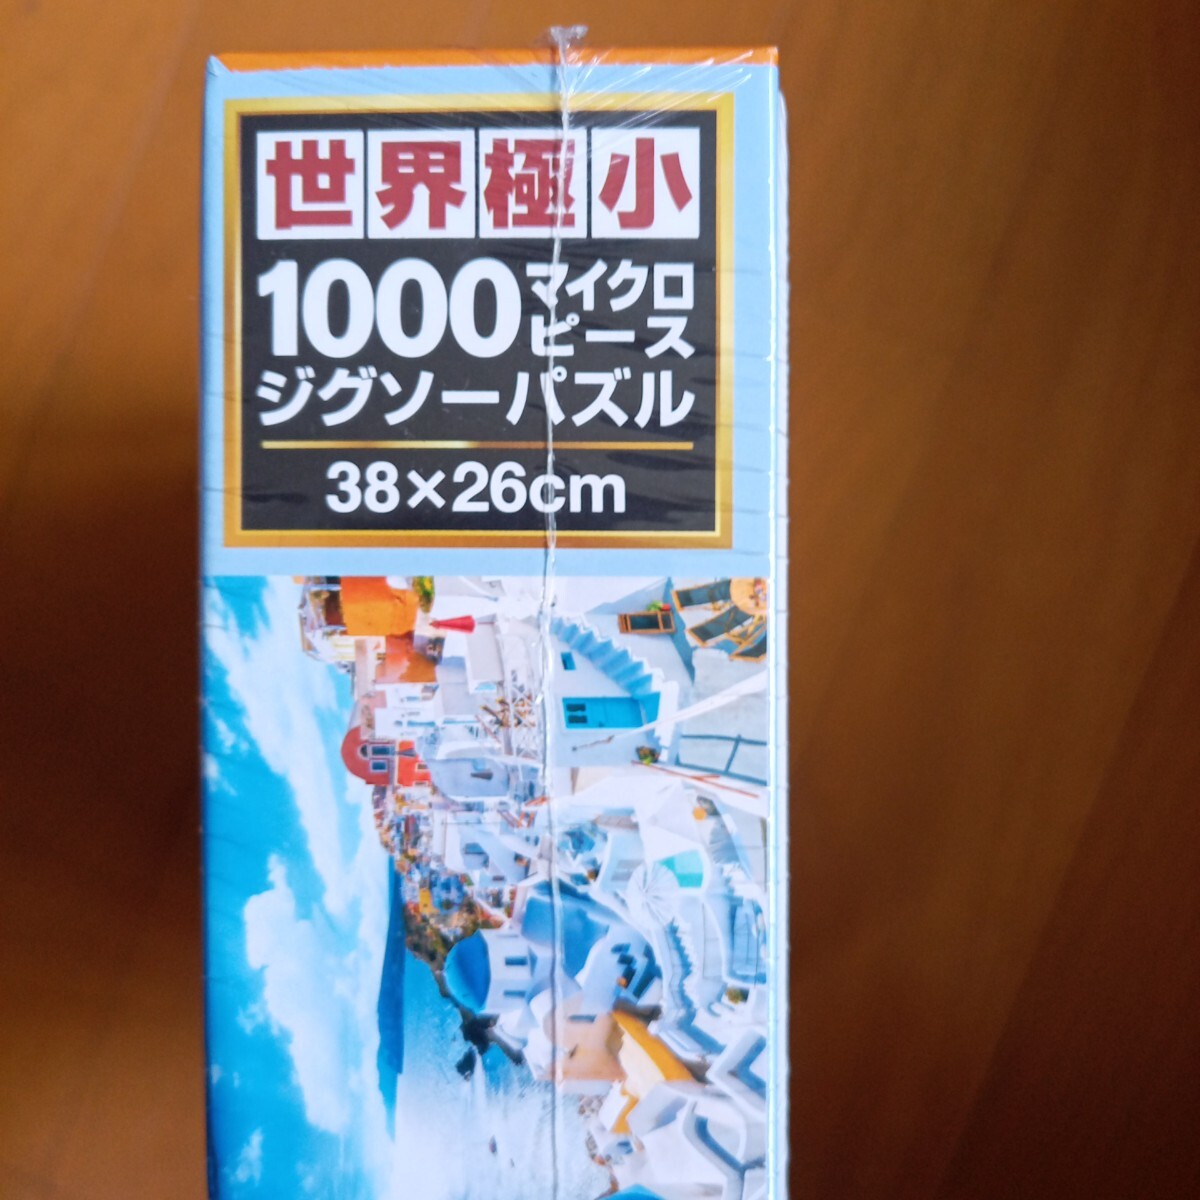 世界極小
1000マイクロ
ピース
ジグソーパズル
38×26cm